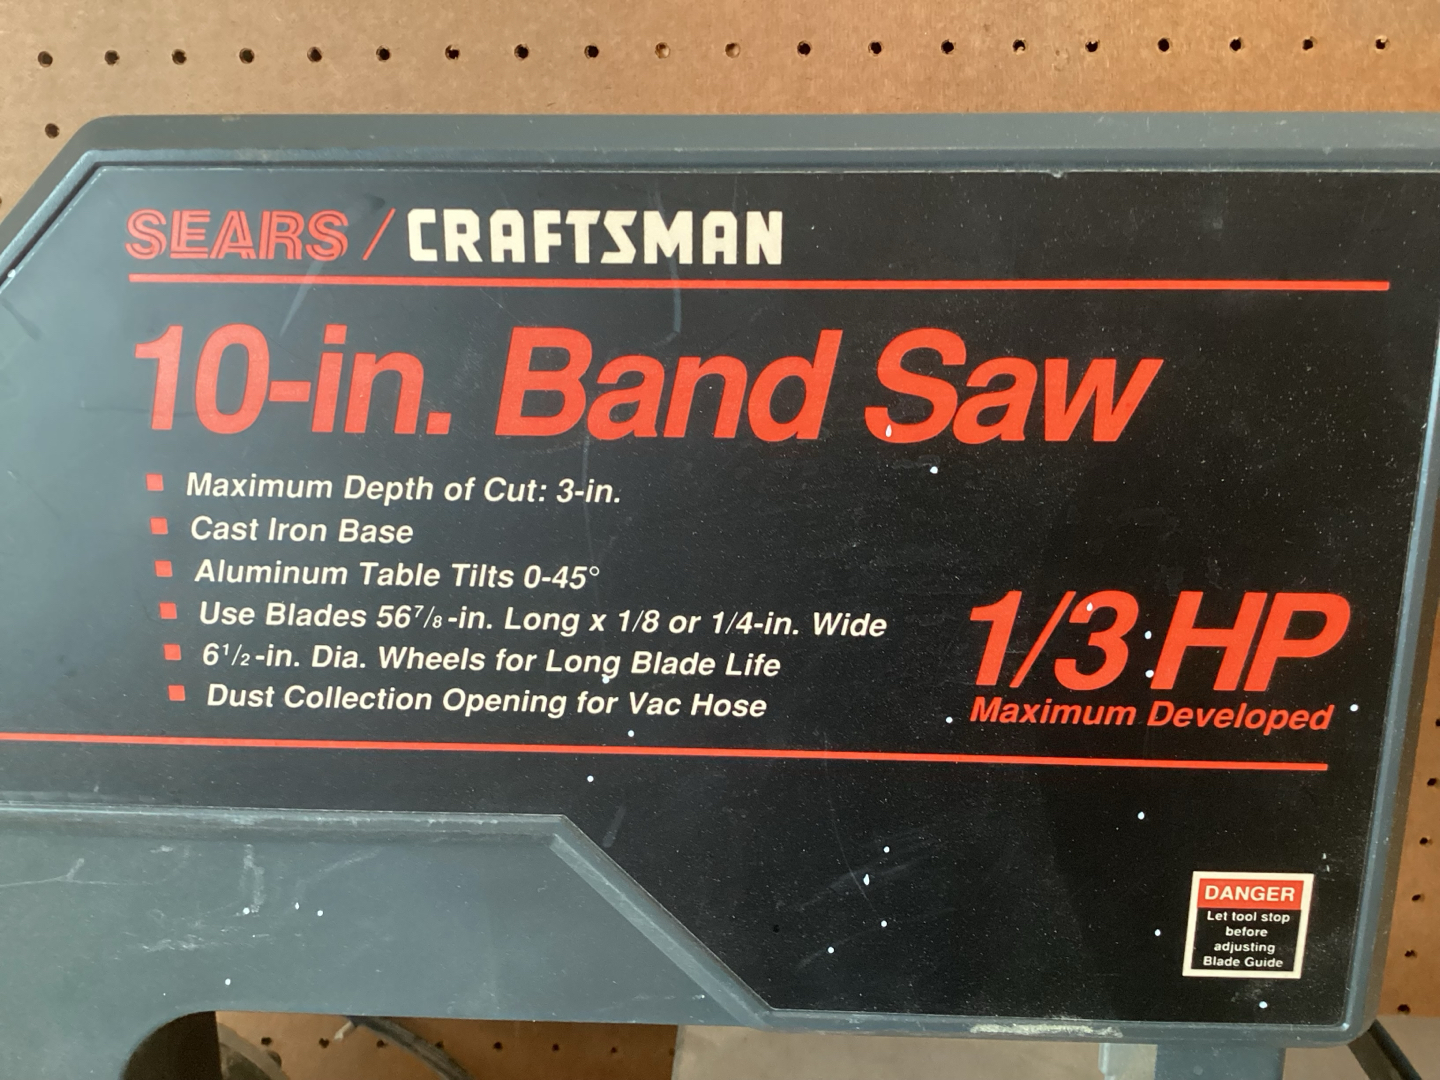 SEARS / CRAFTSMAN
10-in. Band Saw
Maximum Depth of Cut: 3-in.
Cast Iron Base
Aluminum Table Tilts 0-45°
Use Blades 56⁷/₈-in. Long x 1/8 or 1/4-in. Wide
6¹/₂-in. Dia. Wheels for Long Blade Life
Dust Collection Opening for Vac Hose
1/3 HP
Maximum Developed
DANGER
Let tool stop
before
adjusting
Blade Guide